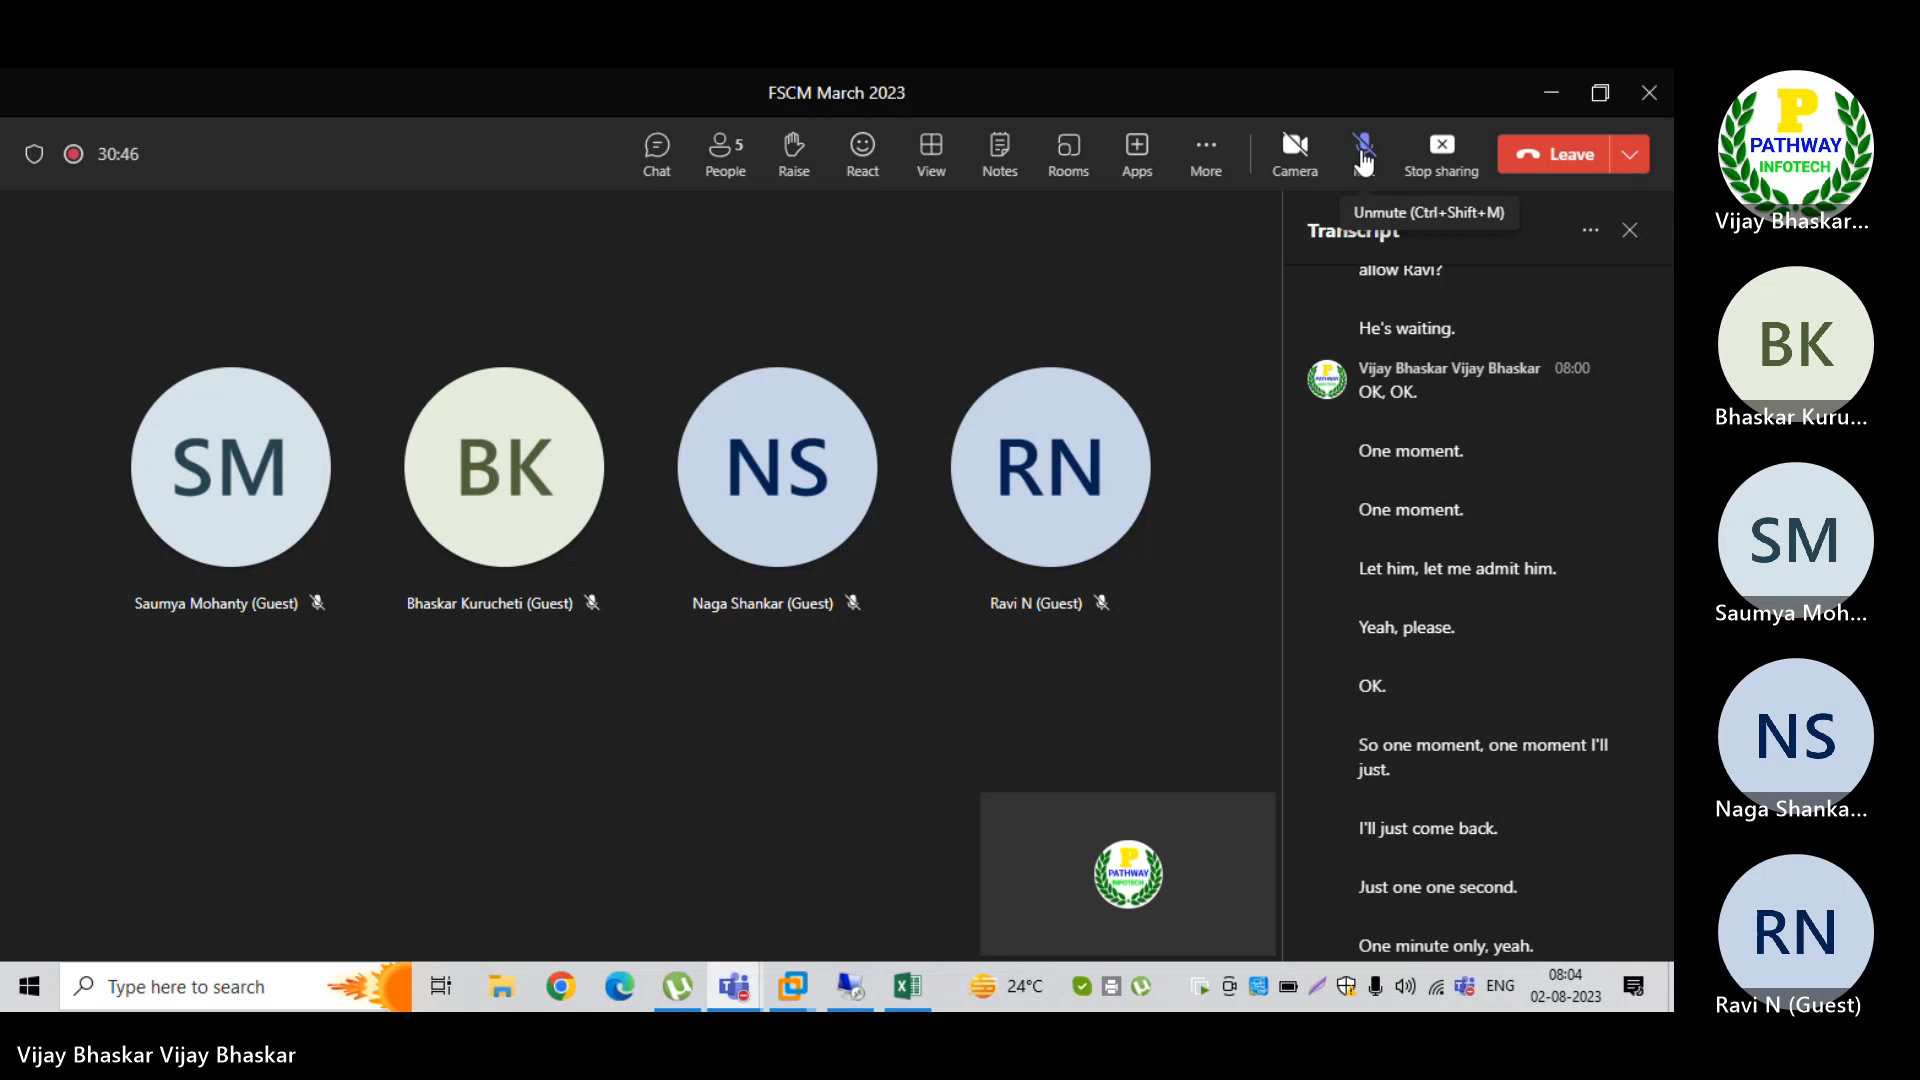 FSCM March 2023
30:46
Chat
5
People
Raise
React
View
Notes
Rooms
Apps
More
Camera
Stop sharing
Leave
Unmute (Ctrl+Shift+M)
Transcript
allow Ravi?
He's waiting.
Vijay Bhaskar Vijay Bhaskar 08:00
OK, OK.
One moment.
One moment.
Let him, let me admit him.
Yeah, please.
OK.
So one moment, one moment I'll
just.
I'll just come back.
Just one one second.
One minute only, yeah.
SM
BK
NS
RN
Saumya Mohanty (Guest)
Bhaskar Kurucheti (Guest)
Naga Shankar (Guest)
Ravi N (Guest)
P
PATHWAY
INFOTECH
P
PATHWAY
INFOTECH
Vijay Bhaskar...
BK
Bhaskar Kuru...
SM
Saumya Moh...
NS
Naga Shanka...
RN
Ravi N (Guest)
Type here to search
24°C
ENG
08:04
02-08-2023
Vijay Bhaskar Vijay Bhaskar